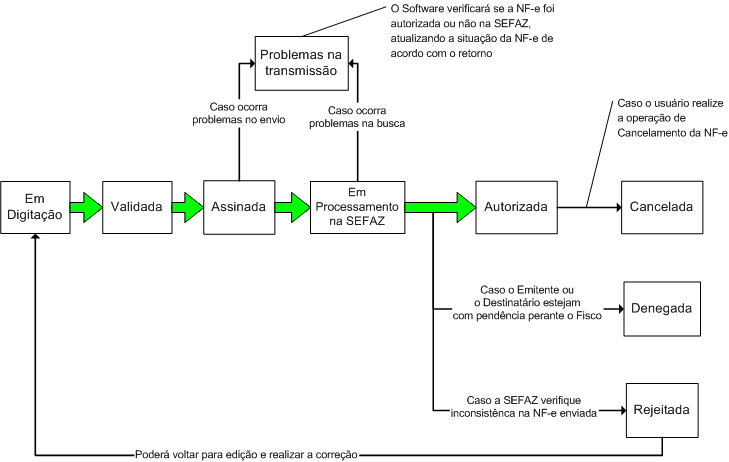 O Software verificará se a NF-e foi
autorizada ou não na SEFAZ,
atualizando a situação da NF-e de
acordo com o retorno
Problemas na
transmissão
Caso ocorra
problemas no envio
Caso ocorra
problemas na busca
Caso o usuário realize
a operação de
Cancelamento da NF-e
Em
Digitação
Validada
Assinada
Em
Processamento
na SEFAZ
Autorizada
Cancelada
Caso o Emitente ou
o Destinatário estejam
com pendência perante o Fisco
Denegada
Caso a SEFAZ verifique
inconsistênca na NF-e enviada
Rejeitada
Poderá voltar para edição e realizar a correção